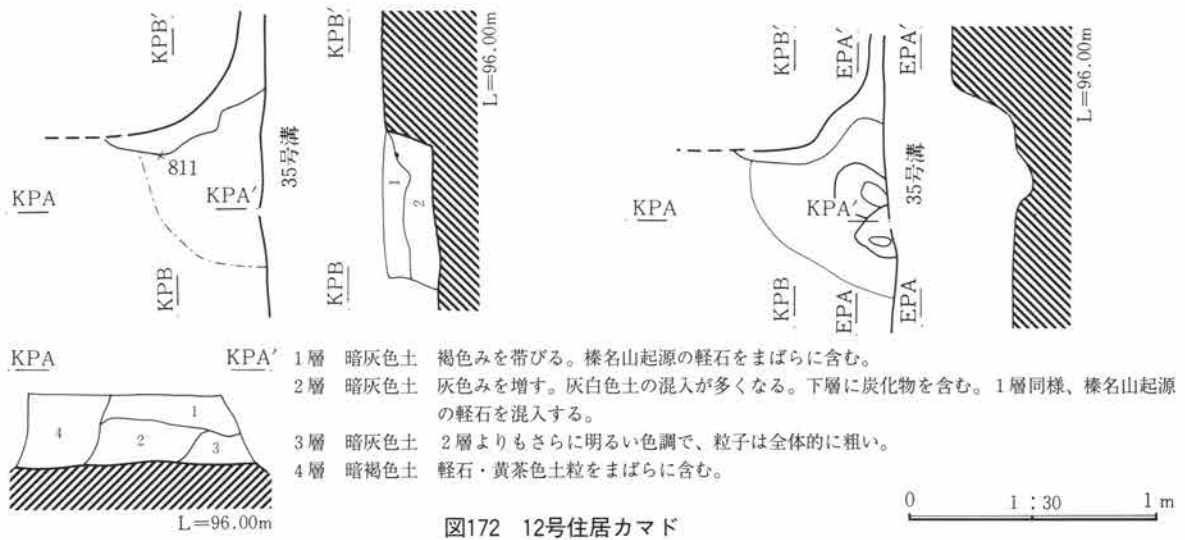 KPB′
KPB′
L=96.00m
811
35号溝
KPA
KPA′
KPB
1
2
KPB
KPB′
EPA′
EPA′
L=96.00m
35号溝
KPA
KPA′
KPB
EPA
EPA
KPA
KPA′
1
2
3
4
L=96.00m
1層 暗灰色土 褐色みを帯びる。榛名山起源の軽石をまばらに含む。
2層 暗灰色土 灰色みを増す。灰白色土の混入が多くなる。下層に炭化物を含む。1層同様、榛名山起源
の軽石を混入する。
3層 暗灰色土 2層よりもさらに明るい色調で、粒子は全体的に粗い。
4層 暗褐色土 軽石・黄茶色土粒をまばらに含む。
0 1:30 1m
図172 12号住居カマド